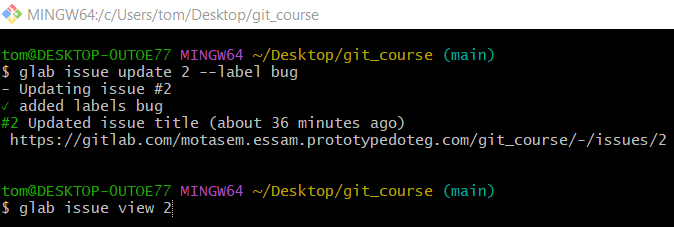 MINGW64:/c/Users/tom/Desktop/git_course
tom@DESKTOP-OUTOE77 MINGW64 ~/Desktop/git_course (main)
$ glab issue update 2 --label bug
- Updating issue #2
✓ added labels bug
#2 Updated issue title (about 36 minutes ago)
https://gitlab.com/motasem.essam.prototypedoteg.com/git_course/-/issues/2
tom@DESKTOP-OUTOE77 MINGW64 ~/Desktop/git_course (main)
$ glab issue view 2